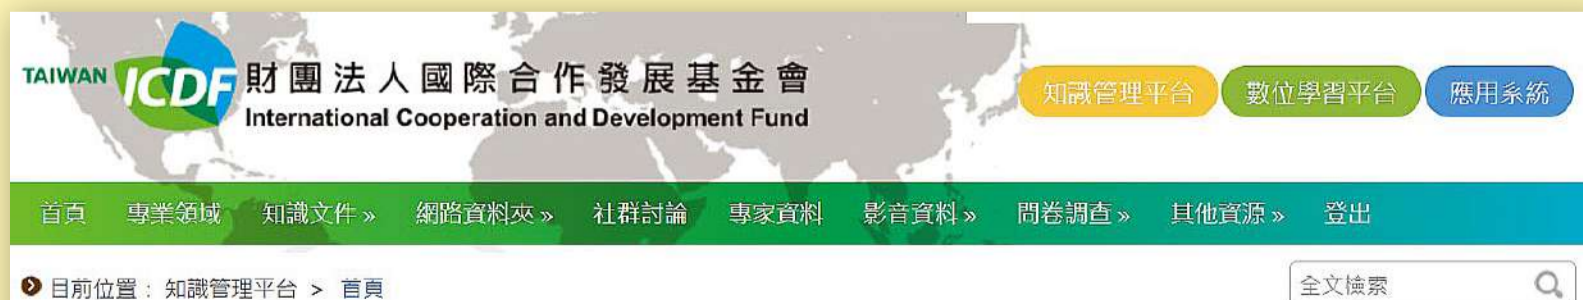 TAIWAN ICDF 財團法人國際合作發展基金會
International Cooperation and Development Fund
知識管理平台 數位學習平台 應用系統
首頁 專業領域 知識文件 » 網路資料夾 » 社群討論 專家資料 影音資料 » 問卷調查 » 其他資源 » 登出
目前位置 : 知識管理平台 > 首頁 全文檢索